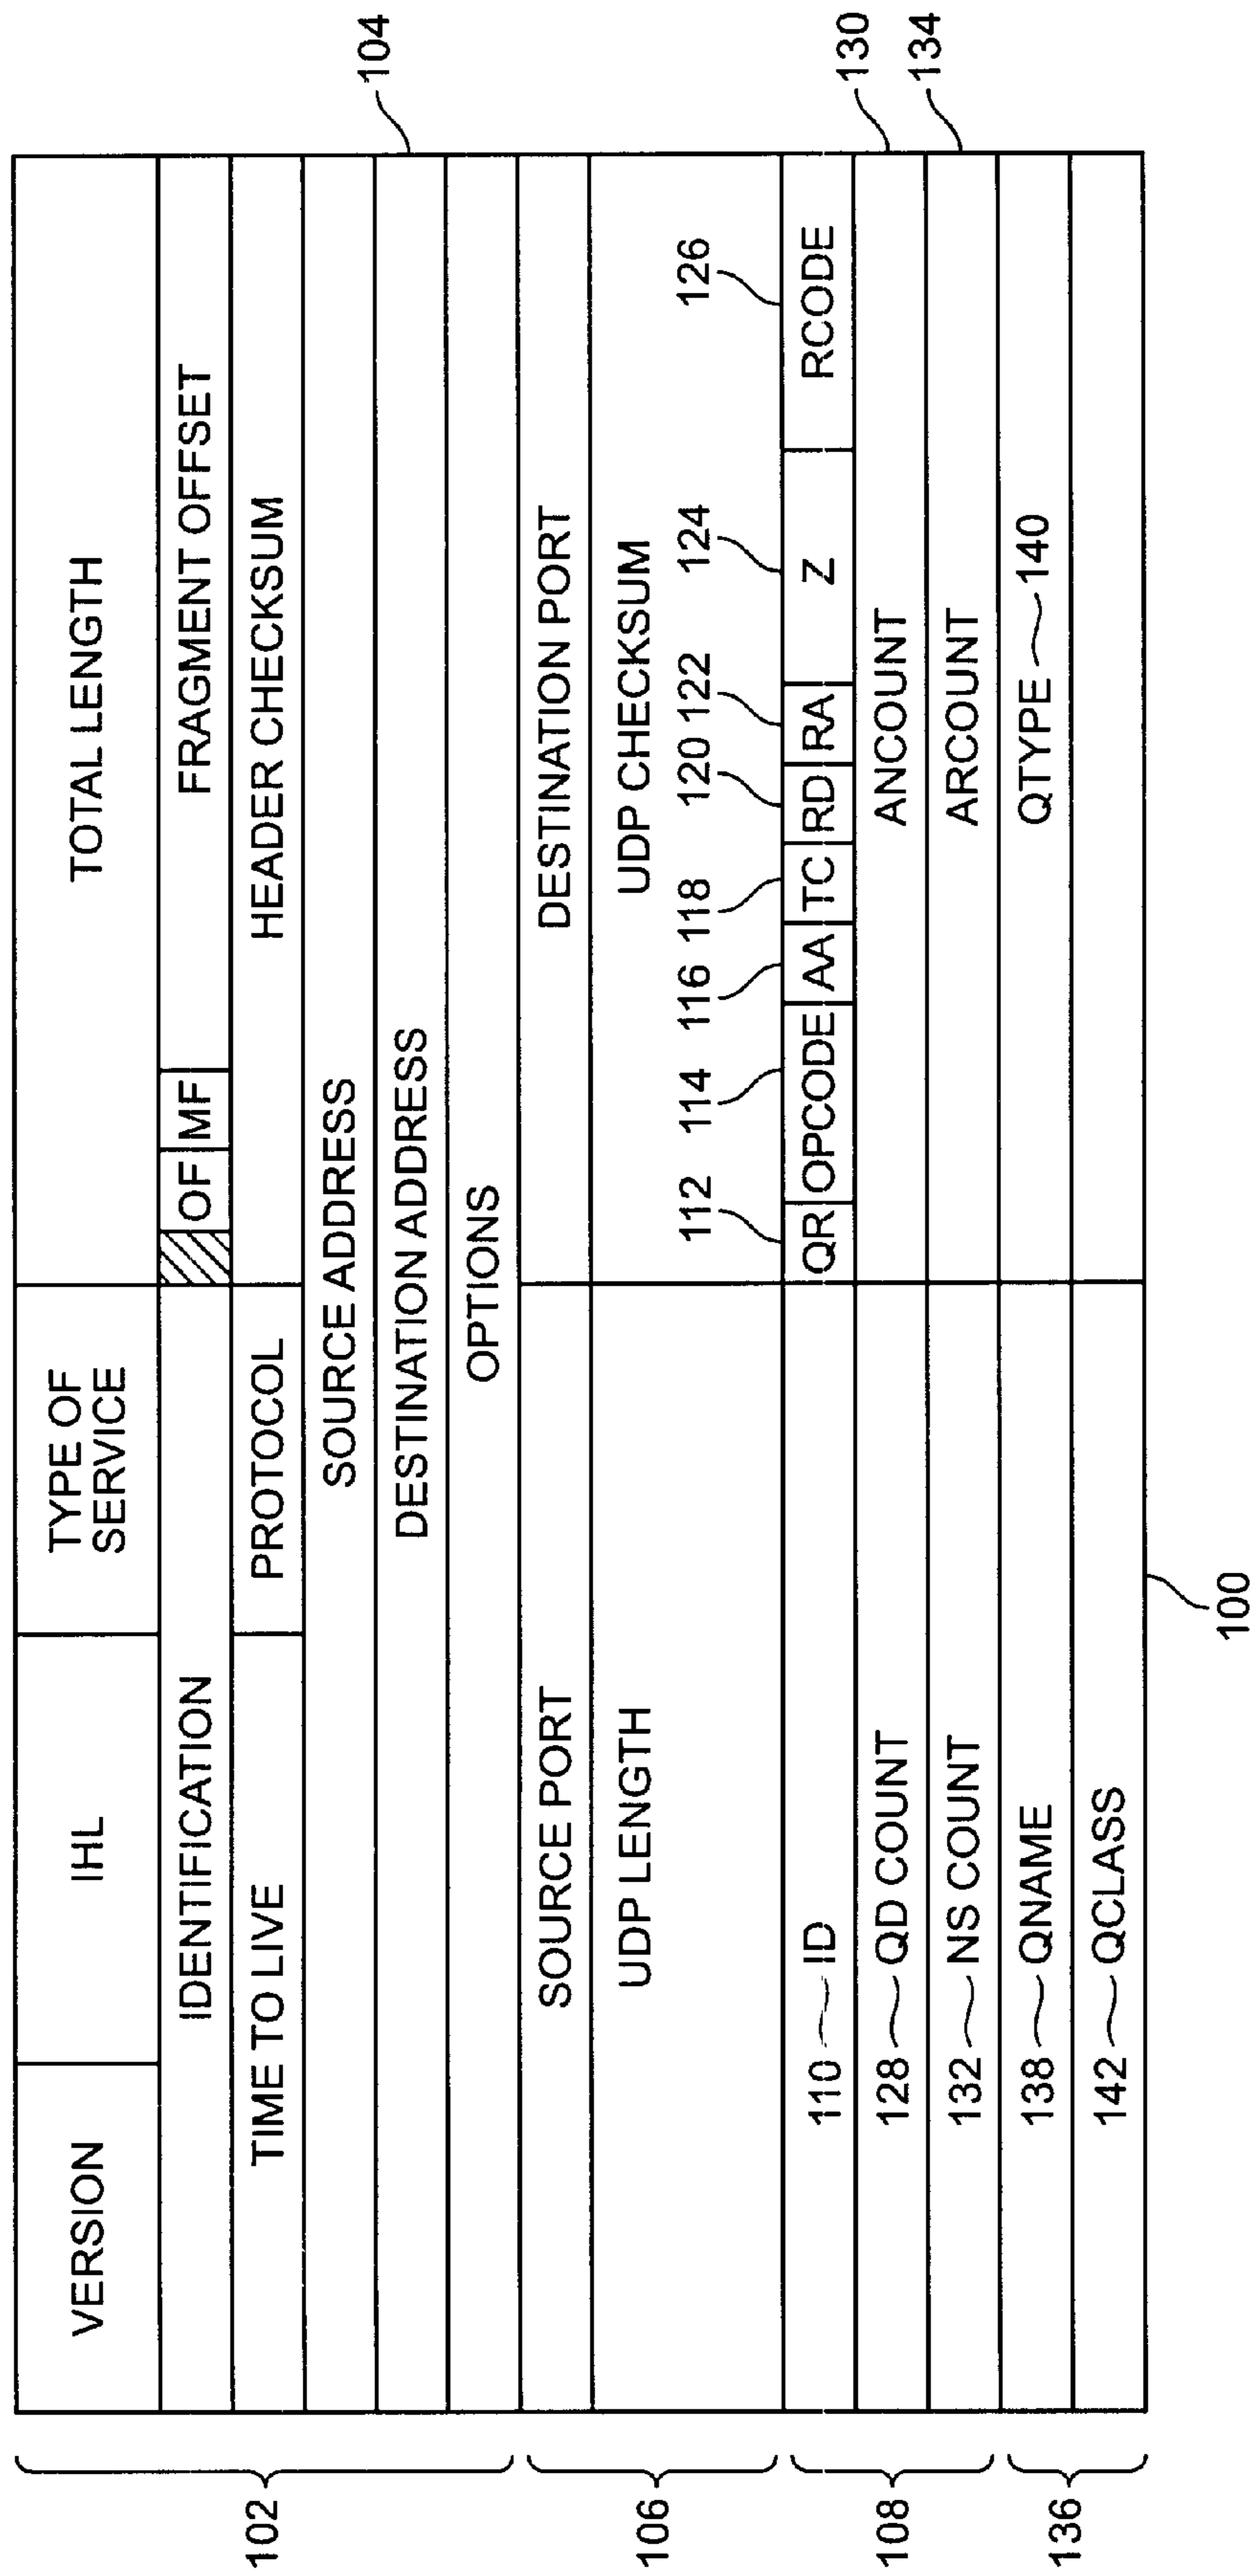 VERSION IHL TYPE OF SERVICE TOTAL LENGTH
IDENTIFICATION OF MF FRAGMENT OFFSET
TIME TO LIVE PROTOCOL HEADER CHECKSUM
SOURCE ADDRESS
DESTINATION ADDRESS 104
OPTIONS
102
SOURCE PORT DESTINATION PORT
UDP LENGTH UDP CHECKSUM
106
112 114 116 118 120 122 124 126
110 ID QR OPCODE AA TC RD RA Z RCODE
128 QD COUNT ANCOUNT 130
132 NS COUNT ARCOUNT 134
108
138 QNAME QTYPE 140
142 QCLASS
136
100